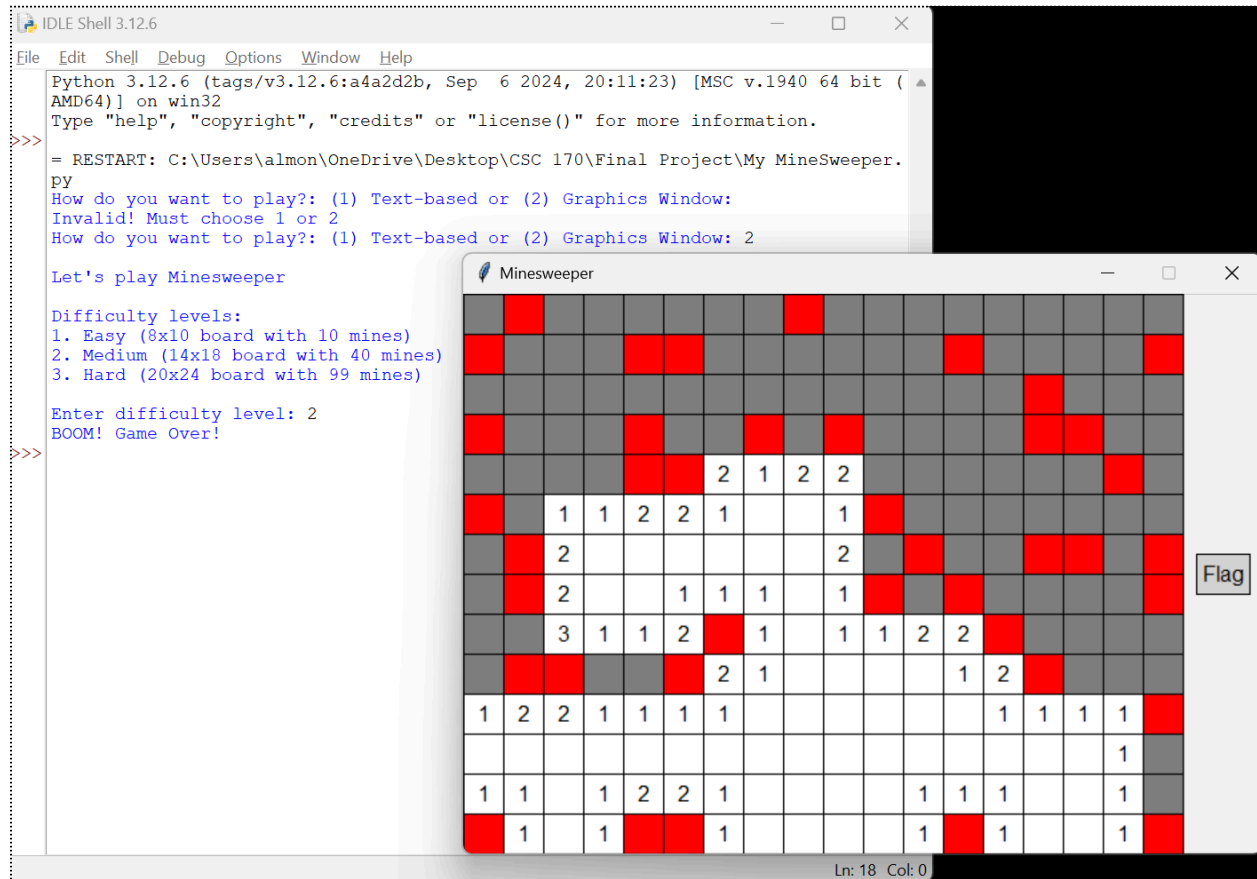 IDLE Shell 3.12.6
File Edit Shell Debug Options Window Help
Python 3.12.6 (tags/v3.12.6:a4a2d2b, Sep  6 2024, 20:11:23) [MSC v.1940 64 bit (
AMD64)] on win32
Type "help", "copyright", "credits" or "license()" for more information.
>>>
= RESTART: C:\Users\almon\OneDrive\Desktop\CSC 170\Final Project\My MineSweeper.
py
How do you want to play?: (1) Text-based or (2) Graphics Window:
Invalid! Must choose 1 or 2
How do you want to play?: (1) Text-based or (2) Graphics Window: 2
Let's play Minesweeper
Difficulty levels:
1. Easy (8x10 board with 10 mines)
2. Medium (14x18 board with 40 mines)
3. Hard (20x24 board with 99 mines)
Enter difficulty level: 2
BOOM! Game Over!
>>>
Ln: 18 Col: 0
Minesweeper
2 1 2 2
1 1 2 2 1 1
2 2
2 1 1 1 1
3 1 1 2 1 1 1 2 2
2 1 1 2
1 2 2 1 1 1 1 1 1 1 1
1
1 1 1 2 2 1 1 1 1 1
1 1 1 1 1 1
Flag